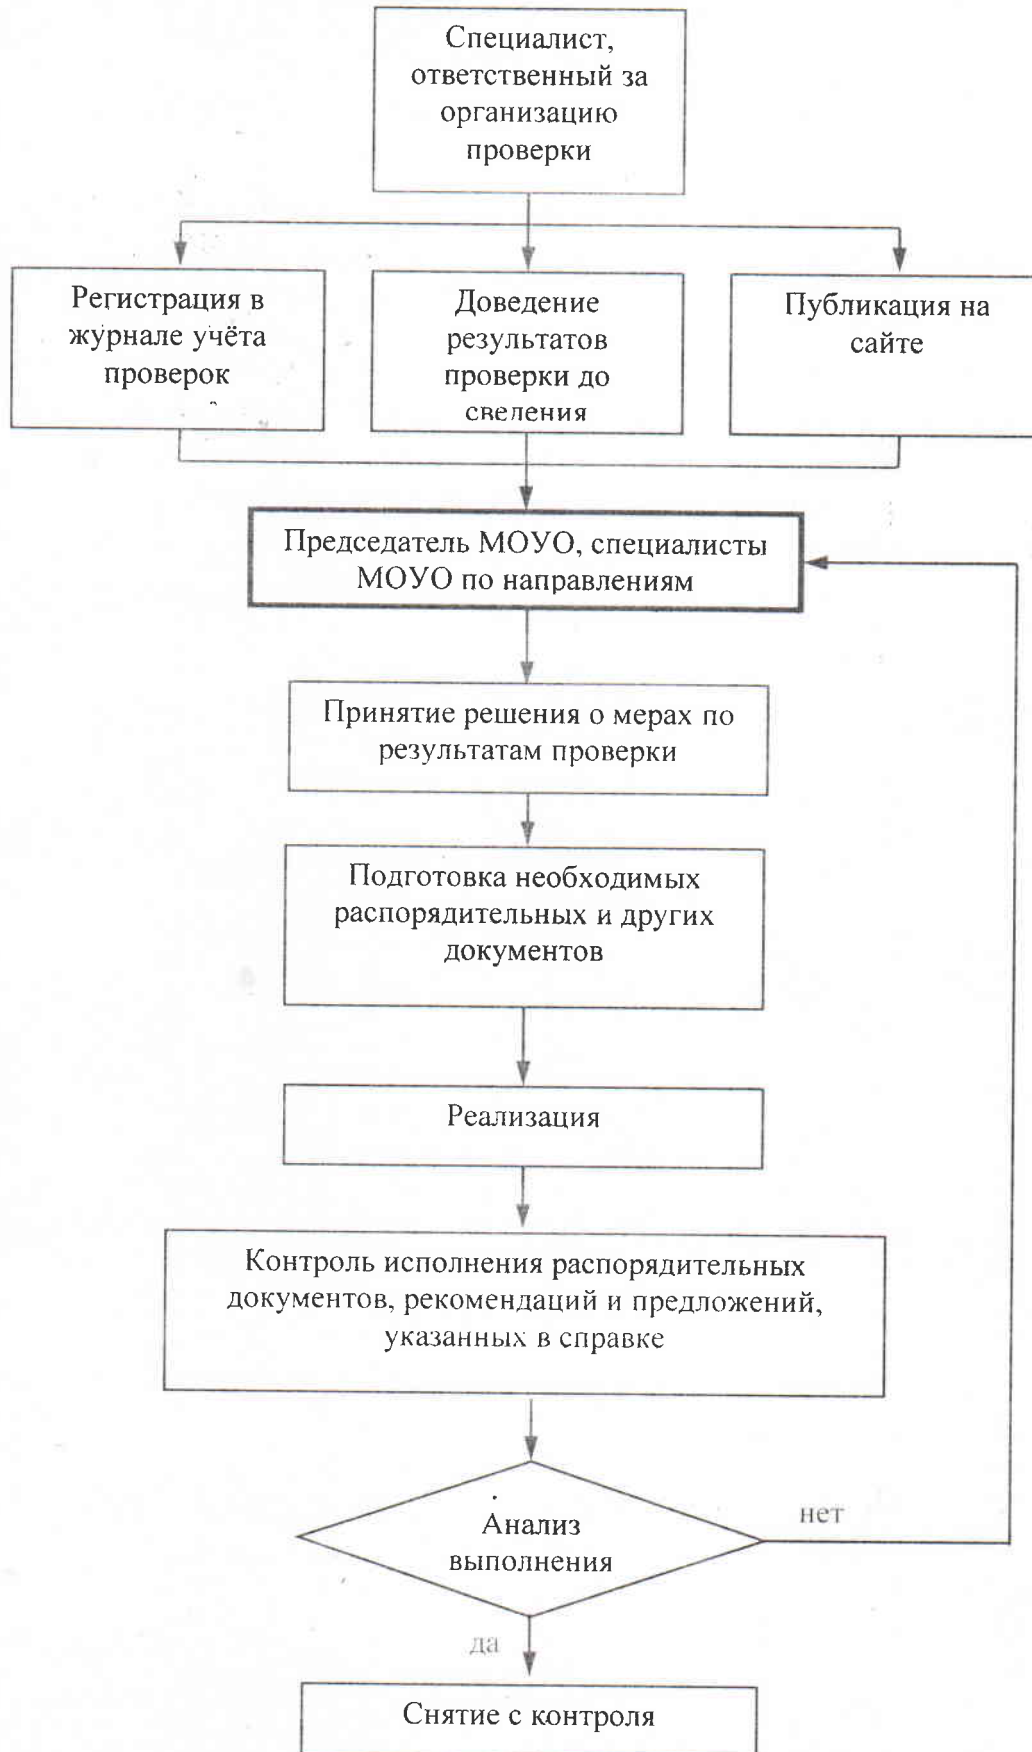 Специалист,
ответственный за
организацию
проверки
Регистрация в
журнале учёта
проверок
Доведение
результатов
проверки до
сведения
Публикация на
сайте
Председатель МОУО, специалисты
МОУО по направлениям
Принятие решения о мерах по
результатам проверки
Подготовка необходимых
распорядительных и других
документов
Реализация
Контроль исполнения распорядительных
документов, рекомендаций и предложений,
указанных в справке
Анализ
выполнения
нет
да
Снятие с контроля